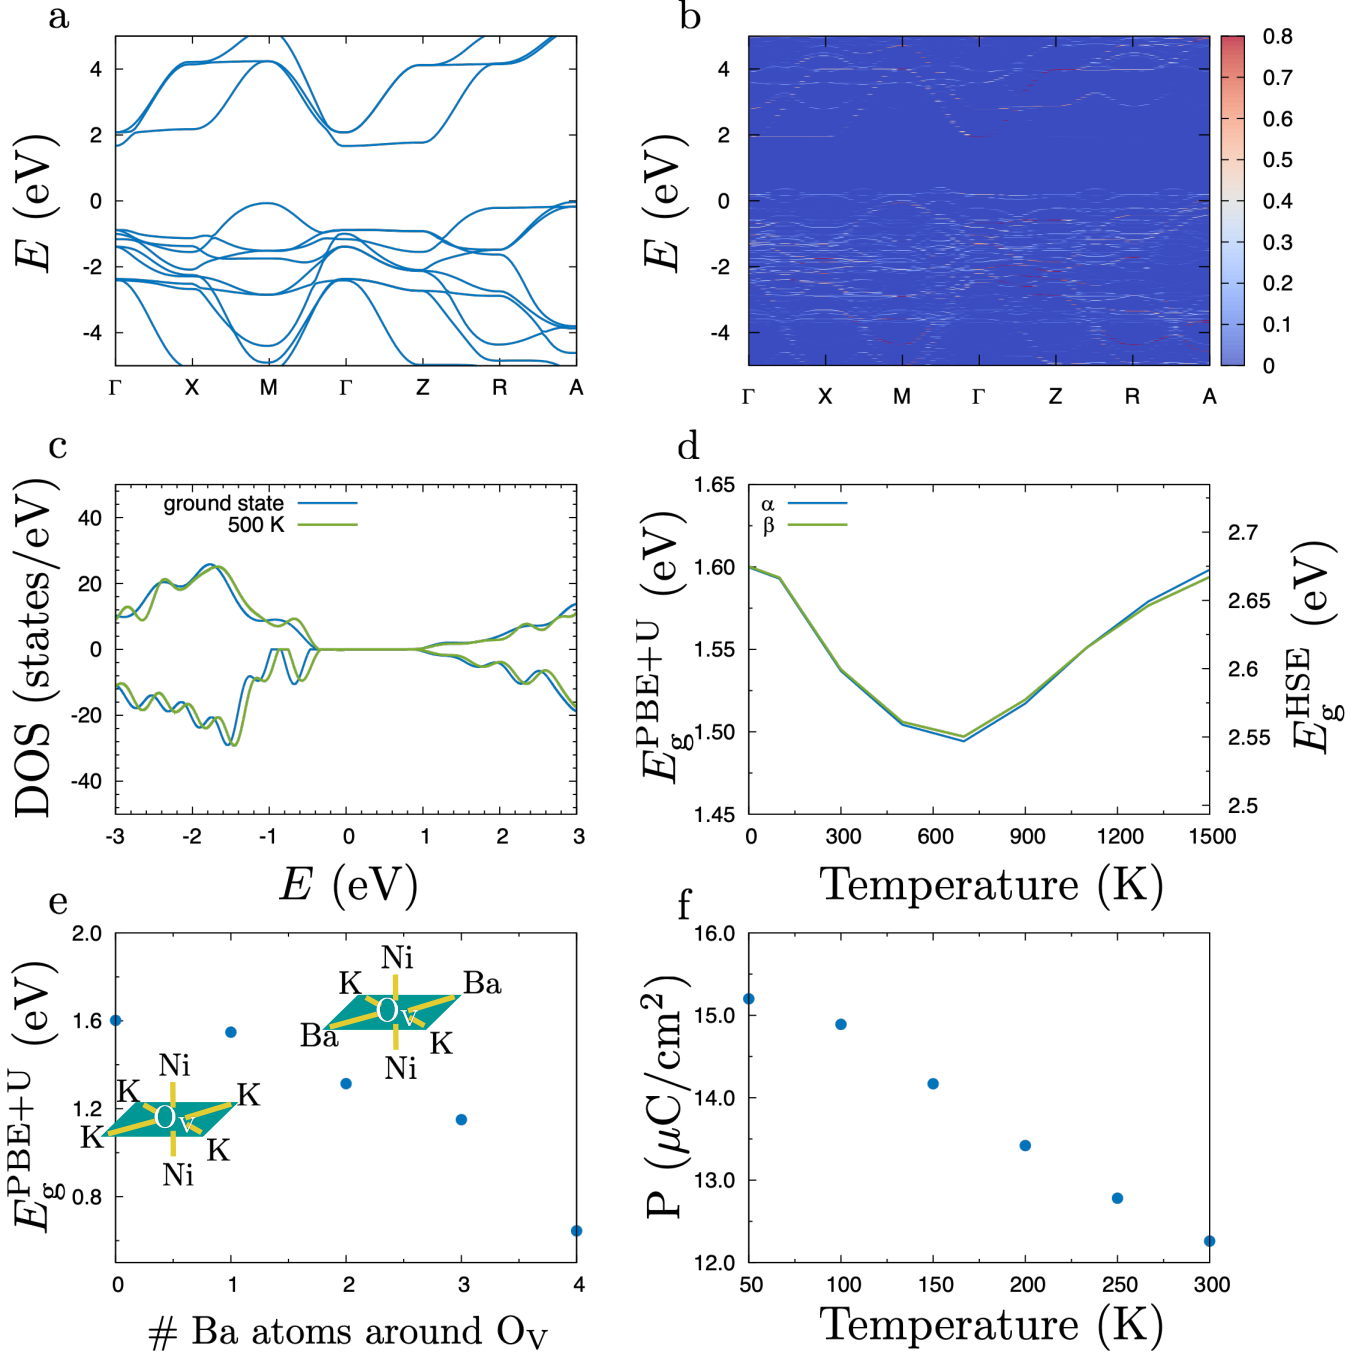 a
E (eV)
4
2
0
-2
-4
Γ X M Γ Z R A
b
E (eV)
4
2
0
-2
-4
Γ X M Γ Z R A
0.8
0.7
0.6
0.5
0.4
0.3
0.2
0.1
0
c
DOS (states/eV)
ground state
500 K
40
20
0
-20
-40
-3 -2 -1 0 1 2 3
E (eV)
d
E_g^PBE+U (eV)
α
β
1.65
1.60
1.55
1.50
1.45
0 300 600 900 1200 1500
2.7
2.65
2.6
2.55
2.5
E_g^HSE (eV)
Temperature (K)
e
E_g^PBE+U (eV)
2.0
1.6
1.2
0.8
Ni
K Ba
O_V
Ba K
Ni
Ni
K K
O_V
K K
Ni
0 1 2 3 4
# Ba atoms around O_V
f
P (μC/cm²)
16.0
15.0
14.0
13.0
12.0
50 100 150 200 250 300
Temperature (K)